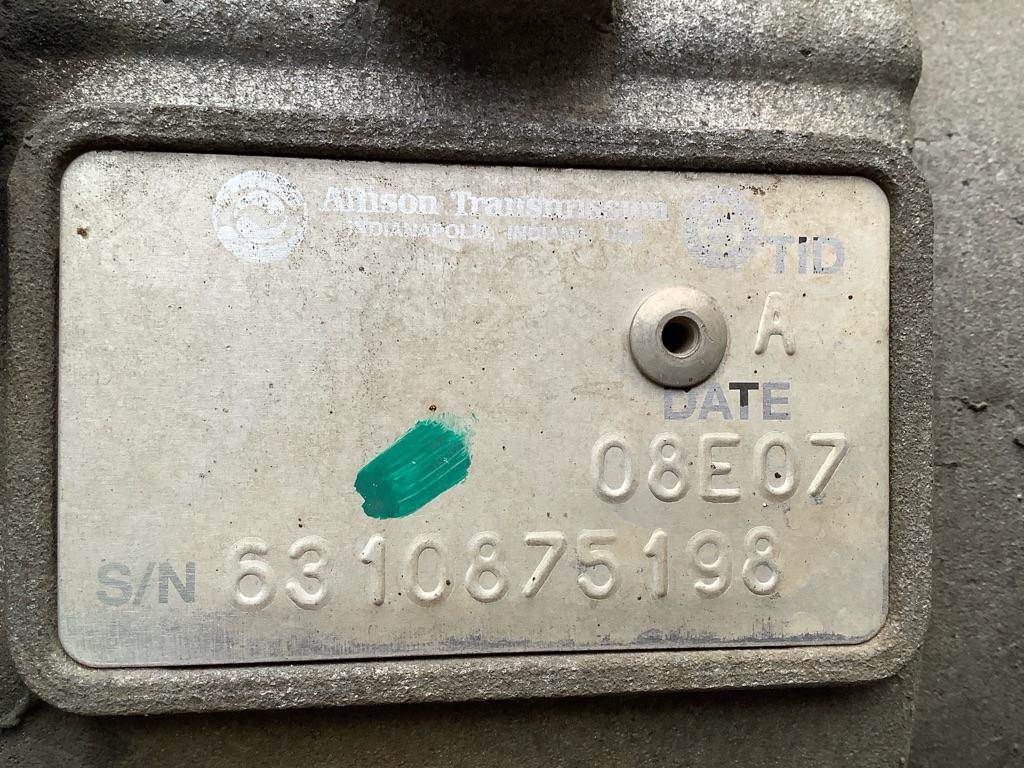 Allison Transmission
INDIANAPOLIS, INDIANA, USA
TID
A
DATE
08E07
S/N 6310875198